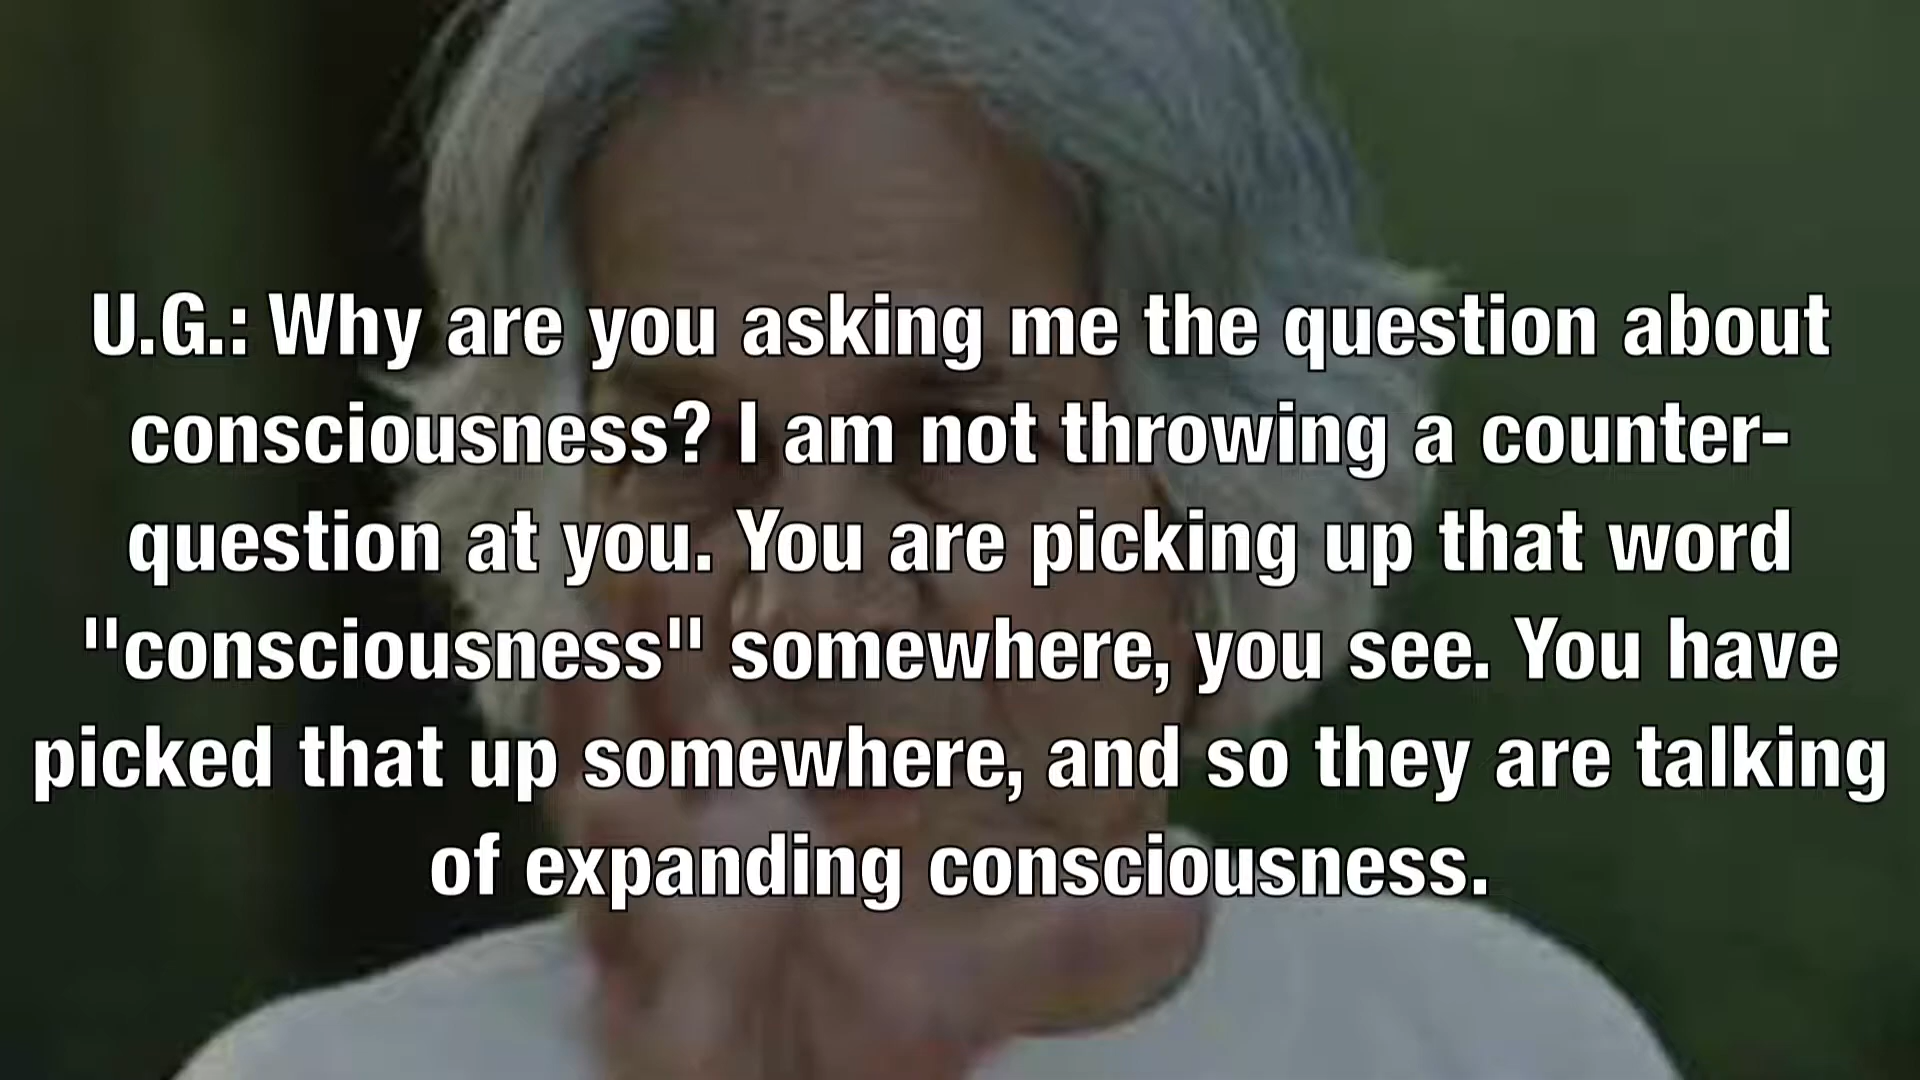 U.G.: Why are you asking me the question about
consciousness? I am not throwing a counter-
question at you. You are picking up that word
"consciousness" somewhere, you see. You have
picked that up somewhere, and so they are talking
of expanding consciousness.